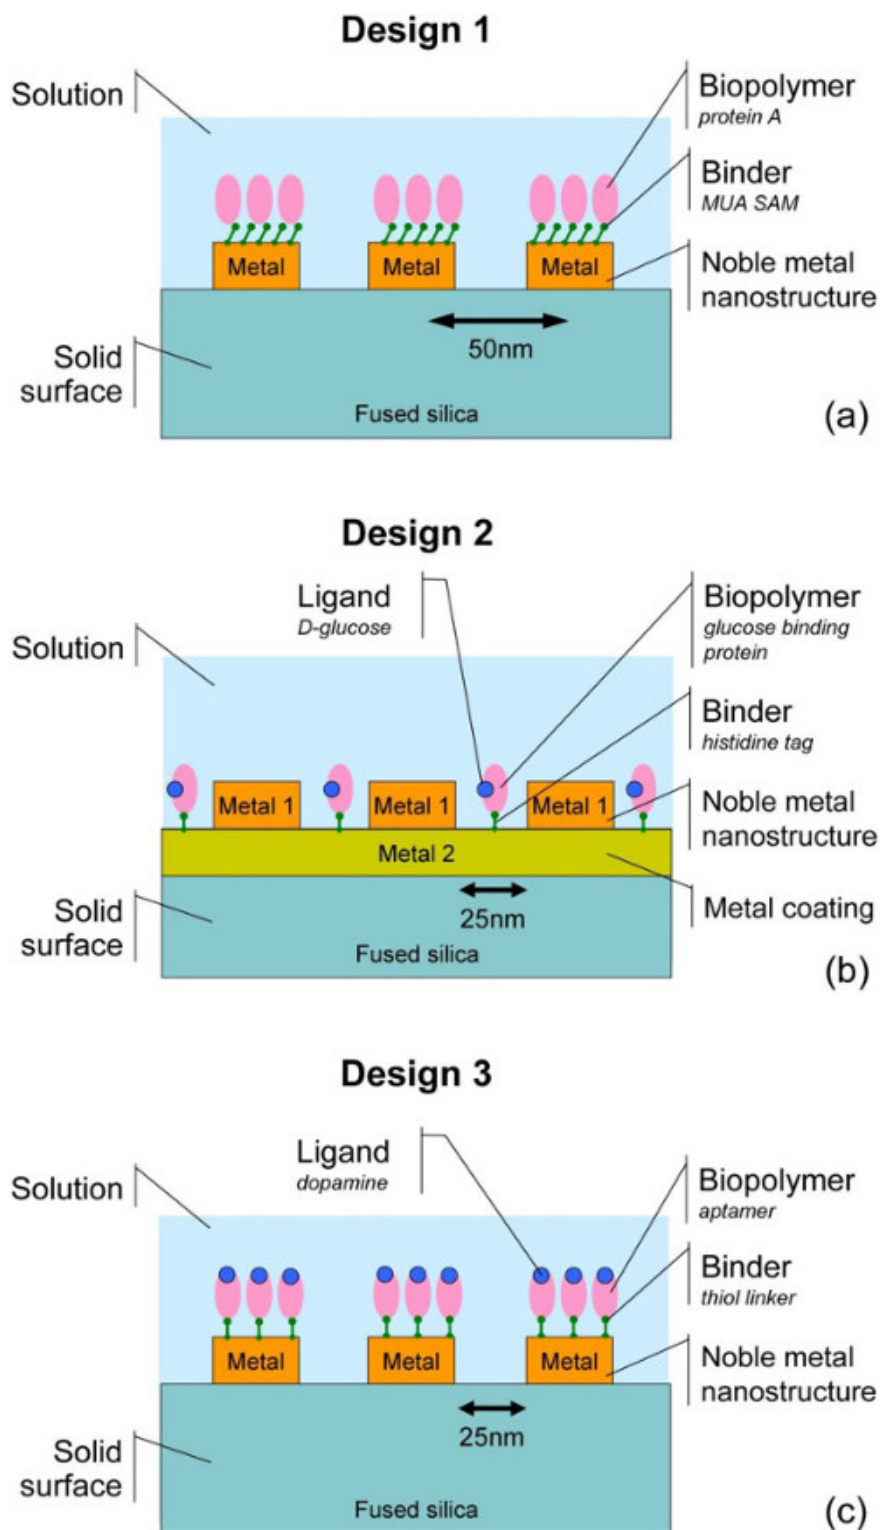 Design 1
Solution
Biopolymer
protein A
Binder
MUA SAM
Metal
Metal
Metal
Noble metal
nanostructure
50nm
Solid
surface
Fused silica
(a)
Design 2
Ligand
D-glucose
Biopolymer
glucose binding
protein
Solution
Binder
histidine tag
Metal 1
Metal 1
Metal 1
Noble metal
nanostructure
Metal 2
Metal coating
25nm
Solid
surface
Fused silica
(b)
Design 3
Ligand
dopamine
Solution
Biopolymer
aptamer
Binder
thiol linker
Metal
Metal
Metal
Noble metal
nanostructure
25nm
Solid
surface
Fused silica
(c)